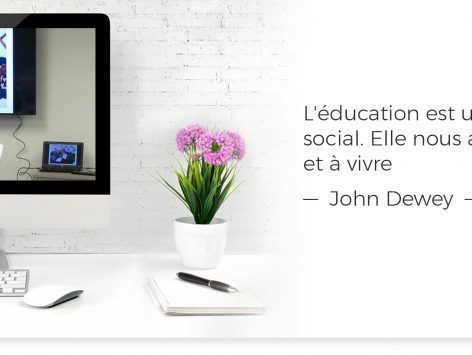 L'éducation est u
social. Elle nous a
et à vivre
— John Dewey —